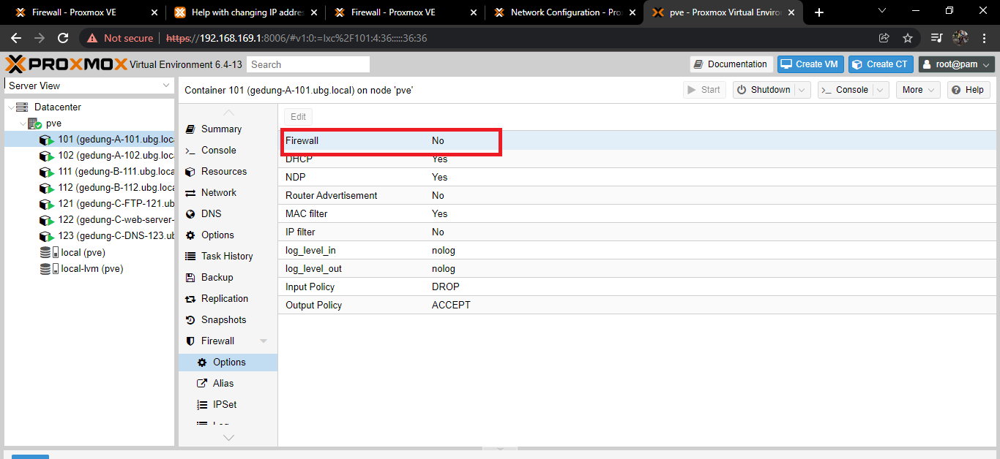 Firewall - Proxmox VE
Help with changing IP addre
Firewall - Proxmox VE
Network Configuration - Pro
pve - Proxmox Virtual Enviro
Not secure https://192.168.169.1:8006/#v1:0:=lxc%2F101:4:36:::::36:36
PROXMOX Virtual Environment 6.4-13 Search Documentation Create VM Create CT root@pam
Server View
Container 101 (gedung-A-101.ubg.local) on node 'pve' Start Shutdown Console More Help
Datacenter
pve
101 (gedung-A-101.ubg.loca
102 (gedung-A-102.ubg.loca
111 (gedung-B-111.ubg.loca
112 (gedung-B-112.ubg.loca
121 (gedung-C-FTP-121.ub
122 (gedung-C-web-server-
123 (gedung-C-DNS-123.ub
local (pve)
local-lvm (pve)
Summary
Console
Resources
Network
DNS
Options
Task History
Backup
Replication
Snapshots
Firewall
Options
Alias
IPSet
Log
Edit
Firewall No
DHCP Yes
NDP Yes
Router Advertisement No
MAC filter Yes
IP filter No
log_level_in nolog
log_level_out nolog
Input Policy DROP
Output Policy ACCEPT